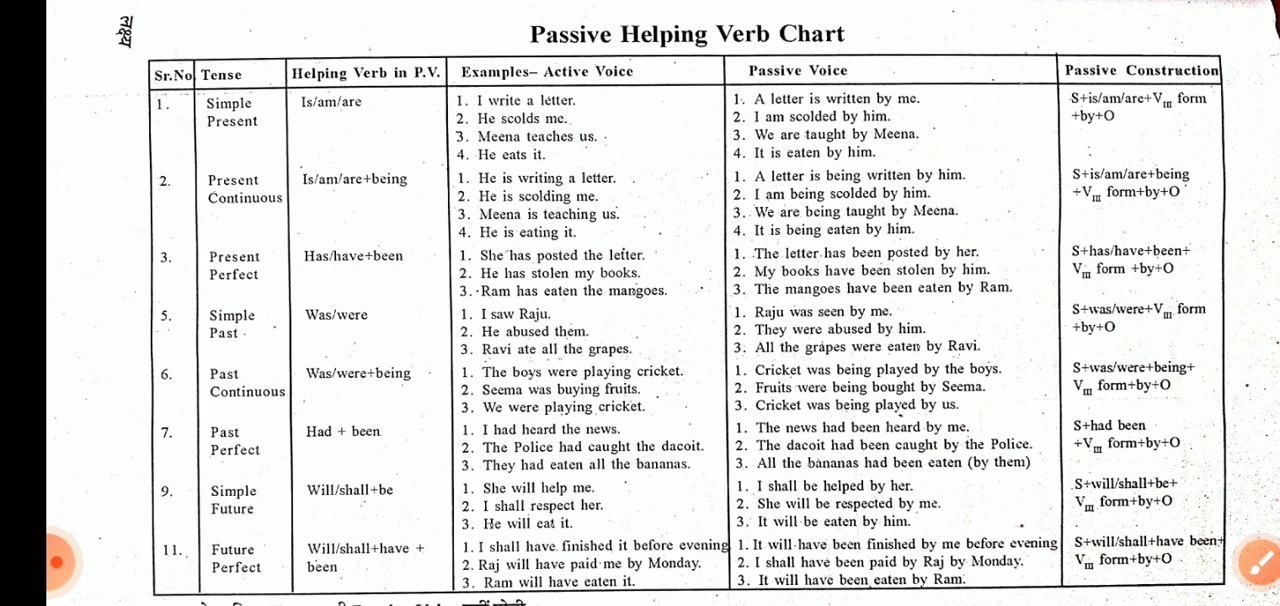 Passive Helping Verb Chart
Sr.No. Tense Helping Verb in P.V. Examples– Active Voice Passive Voice Passive Construction
1. Simple Present Is/am/are
1. I write a letter.
2. He scolds me.
3. Meena teaches us.
4. He eats it.
1. A letter is written by me.
2. I am scolded by him.
3. We are taught by Meena.
4. It is eaten by him.
S+is/am/are+VIII form
+by+O
2. Present Continuous Is/am/are+being
1. He is writing a letter.
2. He is scolding me.
3. Meena is teaching us.
4. He is eating it.
1. A letter is being written by him.
2. I am being scolded by him.
3. We are being taught by Meena.
4. It is being eaten by him.
S+is/am/are+being
+VIII form+by+O
3. Present Perfect Has/have+been
1. She has posted the letter.
2. He has stolen my books.
3. Ram has eaten the mangoes.
1. The letter has been posted by her.
2. My books have been stolen by him.
3. The mangoes have been eaten by Ram.
S+has/have+been+
VIII form +by+O
5. Simple Past Was/were
1. I saw Raju.
2. He abused them.
3. Ravi ate all the grapes.
1. Raju was seen by me.
2. They were abused by him.
3. All the grapes were eaten by Ravi.
S+was/were+VIII form
+by+O
6. Past Continuous Was/were+being
1. The boys were playing cricket.
2. Seema was buying fruits.
3. We were playing cricket.
1. Cricket was being played by the boys.
2. Fruits were being bought by Seema.
3. Cricket was being played by us.
S+was/were+being+
VIII form+by+O
7. Past Perfect Had + been
1. I had heard the news.
2. The Police had caught the dacoit.
3. They had eaten all the bananas.
1. The news had been heard by me.
2. The dacoit had been caught by the Police.
3. All the bananas had been eaten (by them)
S+had been
+VIII form+by+O
9. Simple Future Will/shall+be
1. She will help me.
2. I shall respect her.
3. He will eat it.
1. I shall be helped by her.
2. She will be respected by me.
3. It will be eaten by him.
S+will/shall+be+
VIII form+by+O
11. Future Perfect Will/shall+have + been
1. I shall have finished it before evening
2. Raj will have paid me by Monday.
3. Ram will have eaten it.
1. It will have been finished by me before evening
2. I shall have been paid by Raj by Monday.
3. It will have been eaten by Ram.
S+will/shall+have been+
VIII form+by+O